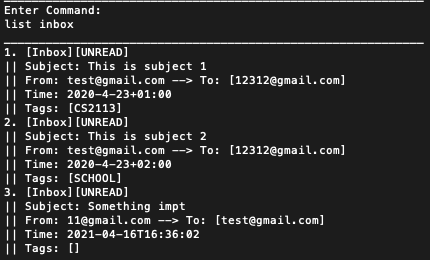 Enter Command:
list inbox
1. [Inbox][UNREAD]
|| Subject: This is subject 1
|| From: test@gmail.com --> To: [12312@gmail.com]
|| Time: 2020-4-23+01:00
|| Tags: [CS2113]
2. [Inbox][UNREAD]
|| Subject: This is subject 2
|| From: test@gmail.com --> To: [12312@gmail.com]
|| Time: 2020-4-23+02:00
|| Tags: [SCHOOL]
3. [Inbox][UNREAD]
|| Subject: Something impt
|| From: 11@gmail.com --> To: [test@gmail.com]
|| Time: 2021-04-16T16:36:02
|| Tags: []